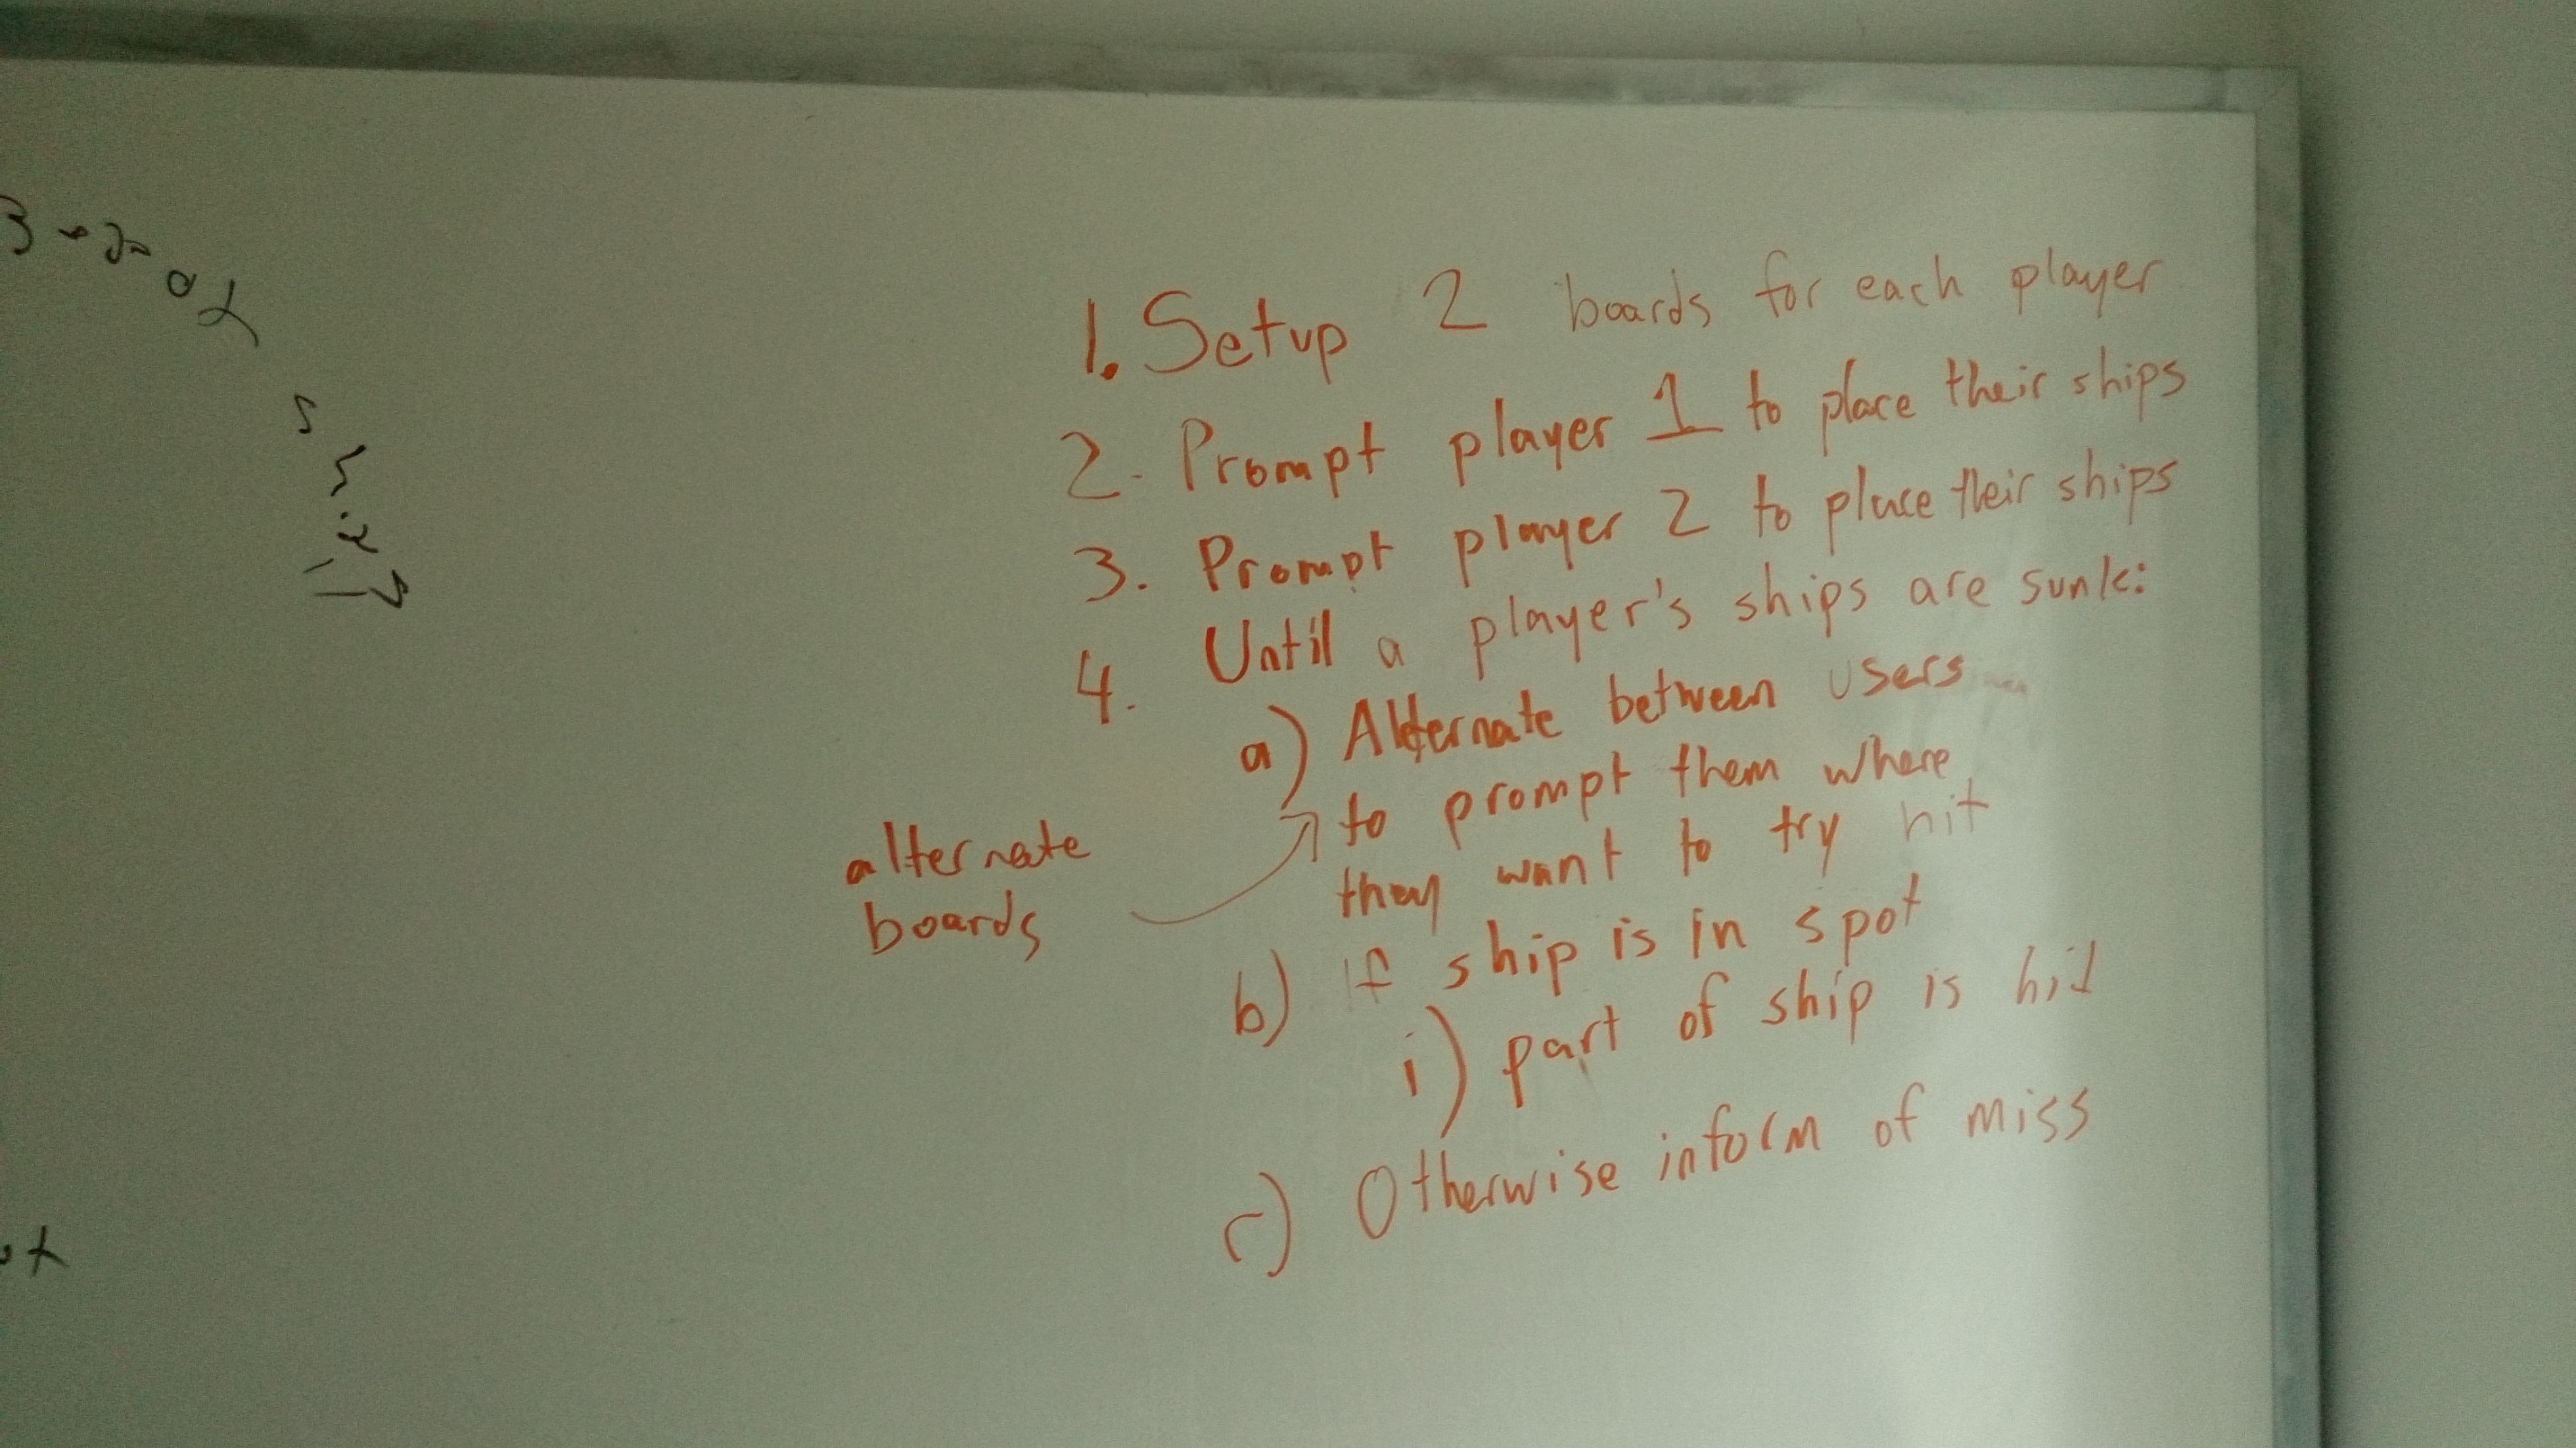 1. Setup 2 boards for each player
2. Prompt player 1 to place their ships
3. Prompt player 2 to place their ships
4. Until a player's ships are sunk:
a) Alternate between users
to prompt them where
they want to try hit
alternate
boards
b) If ship is in spot
i) part of ship is hit
c) Otherwise inform of miss